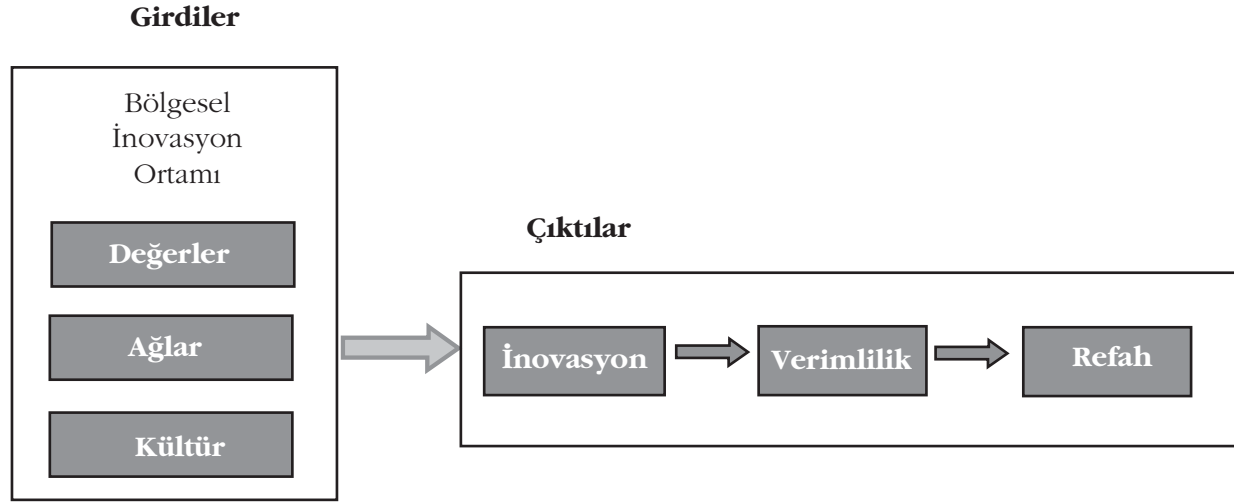 Girdiler
Bölgesel
İnovasyon
Ortamı
Değerler
Ağlar
Kültür
Çıktılar
İnovasyon
Verimlilik
Refah